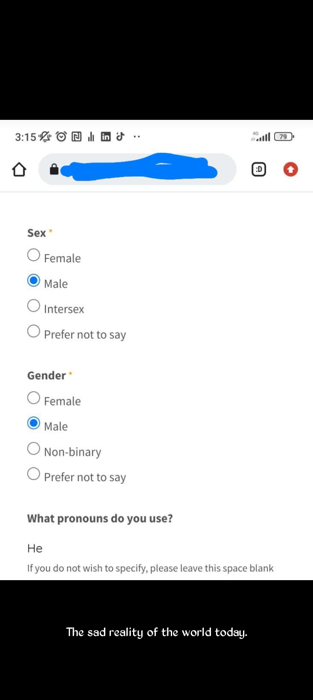 3:15
4G
79
:D
Sex *
Female
Male
Intersex
Prefer not to say
Gender *
Female
Male
Non-binary
Prefer not to say
What pronouns do you use?
He
If you do not wish to specify, please leave this space blank
The sad reality of the world today.